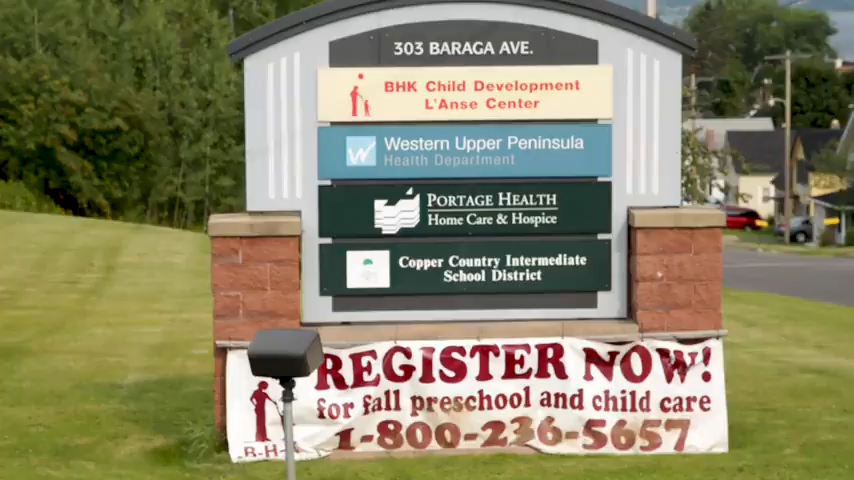 303 BARAGA AVE.
BHK Child Development
L'Anse Center
W
Western Upper Peninsula
Health Department
PORTAGE HEALTH
Home Care & Hospice
Copper Country Intermediate
School District
REGISTER NOW!
for fall preschool and child care
B-H-
1-800-236-5657